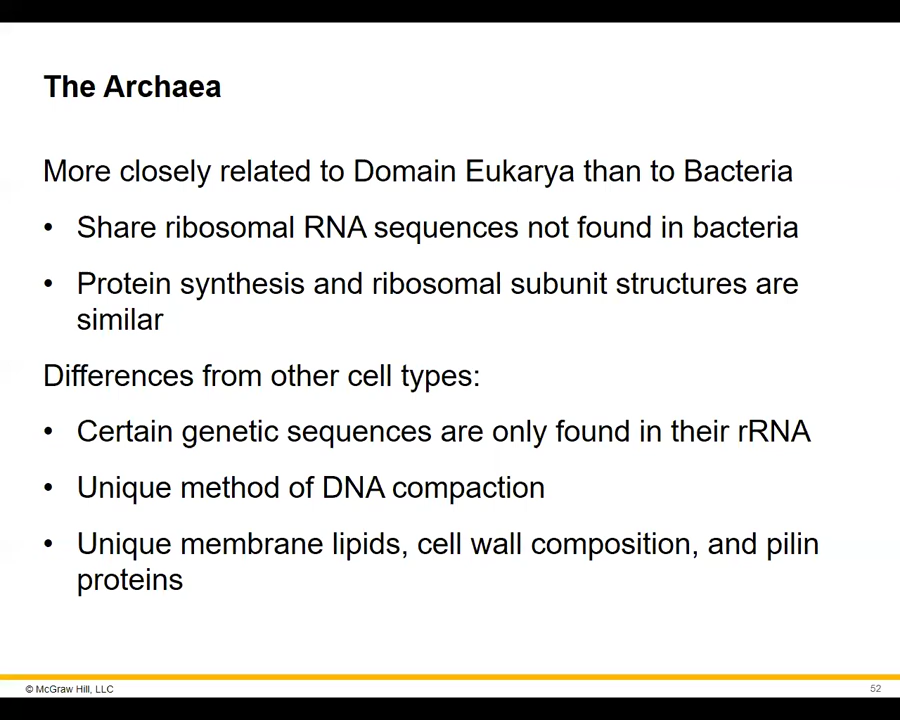 The Archaea
More closely related to Domain Eukarya than to Bacteria
• Share ribosomal RNA sequences not found in bacteria
• Protein synthesis and ribosomal subunit structures are
similar
Differences from other cell types:
• Certain genetic sequences are only found in their rRNA
• Unique method of DNA compaction
• Unique membrane lipids, cell wall composition, and pilin
proteins
© McGraw Hill, LLC
52